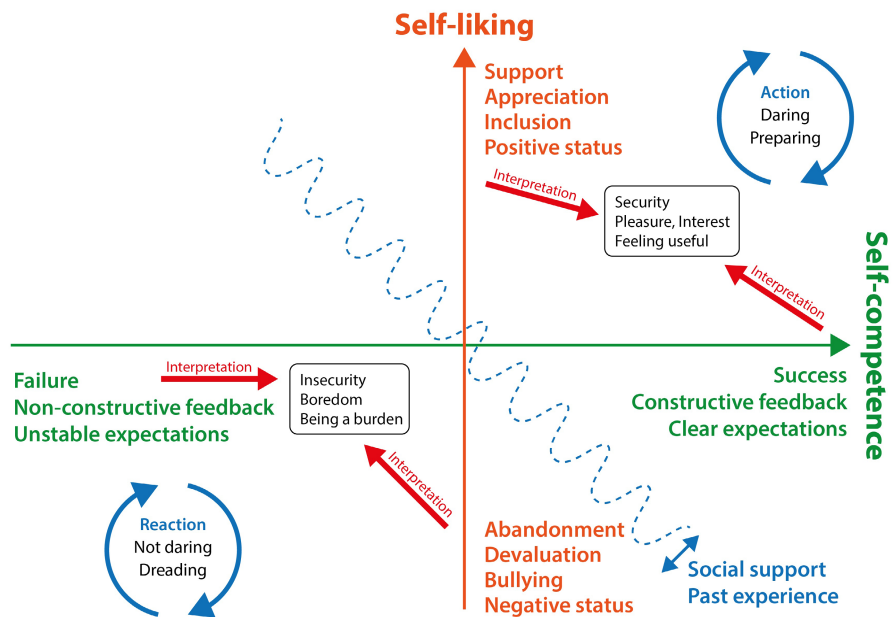 Self-liking
Support
Appreciation
Inclusion
Positive status
Action
Daring
Preparing
Interpretation
Security
Pleasure, Interest
Feeling useful
Interpretation
Self-competence
Interpretation
Failure
Non-constructive feedback
Unstable expectations
Insecurity
Boredom
Being a burden
Success
Constructive feedback
Clear expectations
Interpretation
Reaction
Not daring
Dreading
Abandonment
Devaluation
Bullying
Negative status
Social support
Past experience